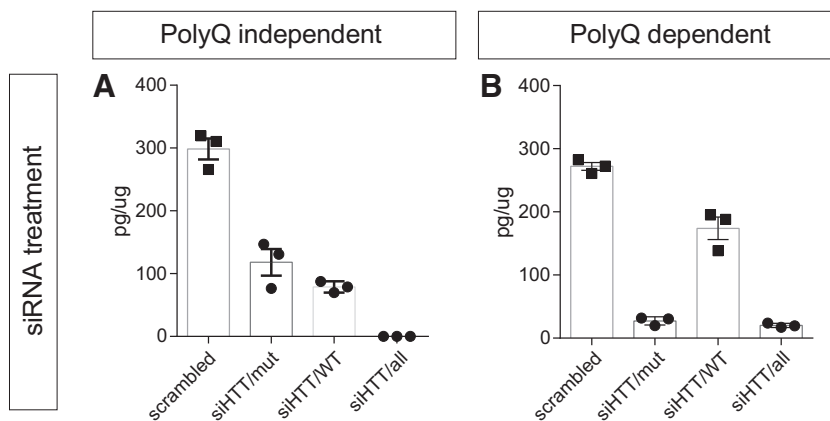 PolyQ independent
PolyQ dependent
siRNA treatment
A
400
300
200
100
0
pg/ug
scrambled
siHTT/mut
siHTT/WT
siHTT/all
B
400
300
200
100
0
pg/ug
scrambled
siHTT/mut
siHTT/WT
siHTT/all